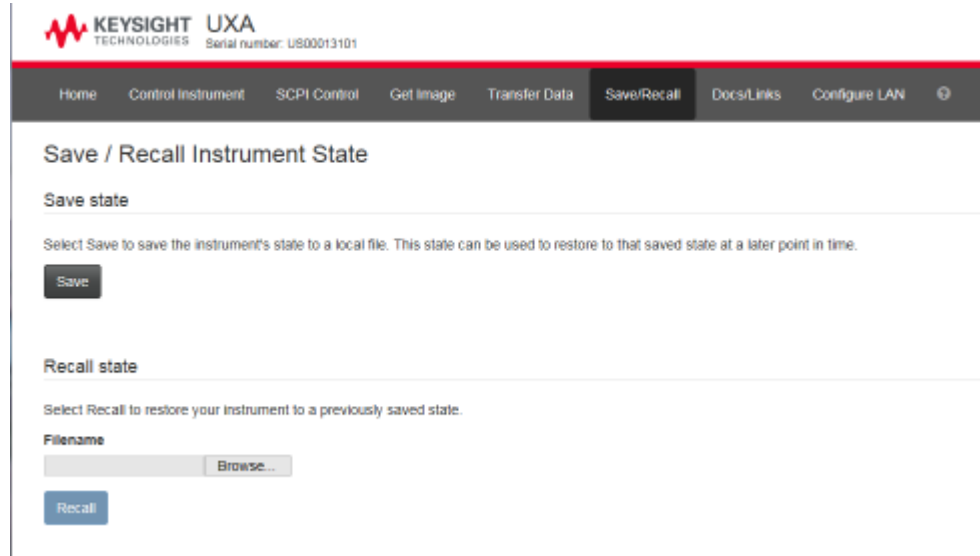 KEYSIGHT UXA
TECHNOLOGIES Serial number: US00013101
Home Control Instrument SCPI Control Get Image Transfer Data Save/Recall Docs/Links Configure LAN ?
Save / Recall Instrument State
Save state
Select Save to save the instrument's state to a local file. This state can be used to restore to that saved state at a later point in time.
Save
Recall state
Select Recall to restore your instrument to a previously saved state.
Filename
Browse...
Recall